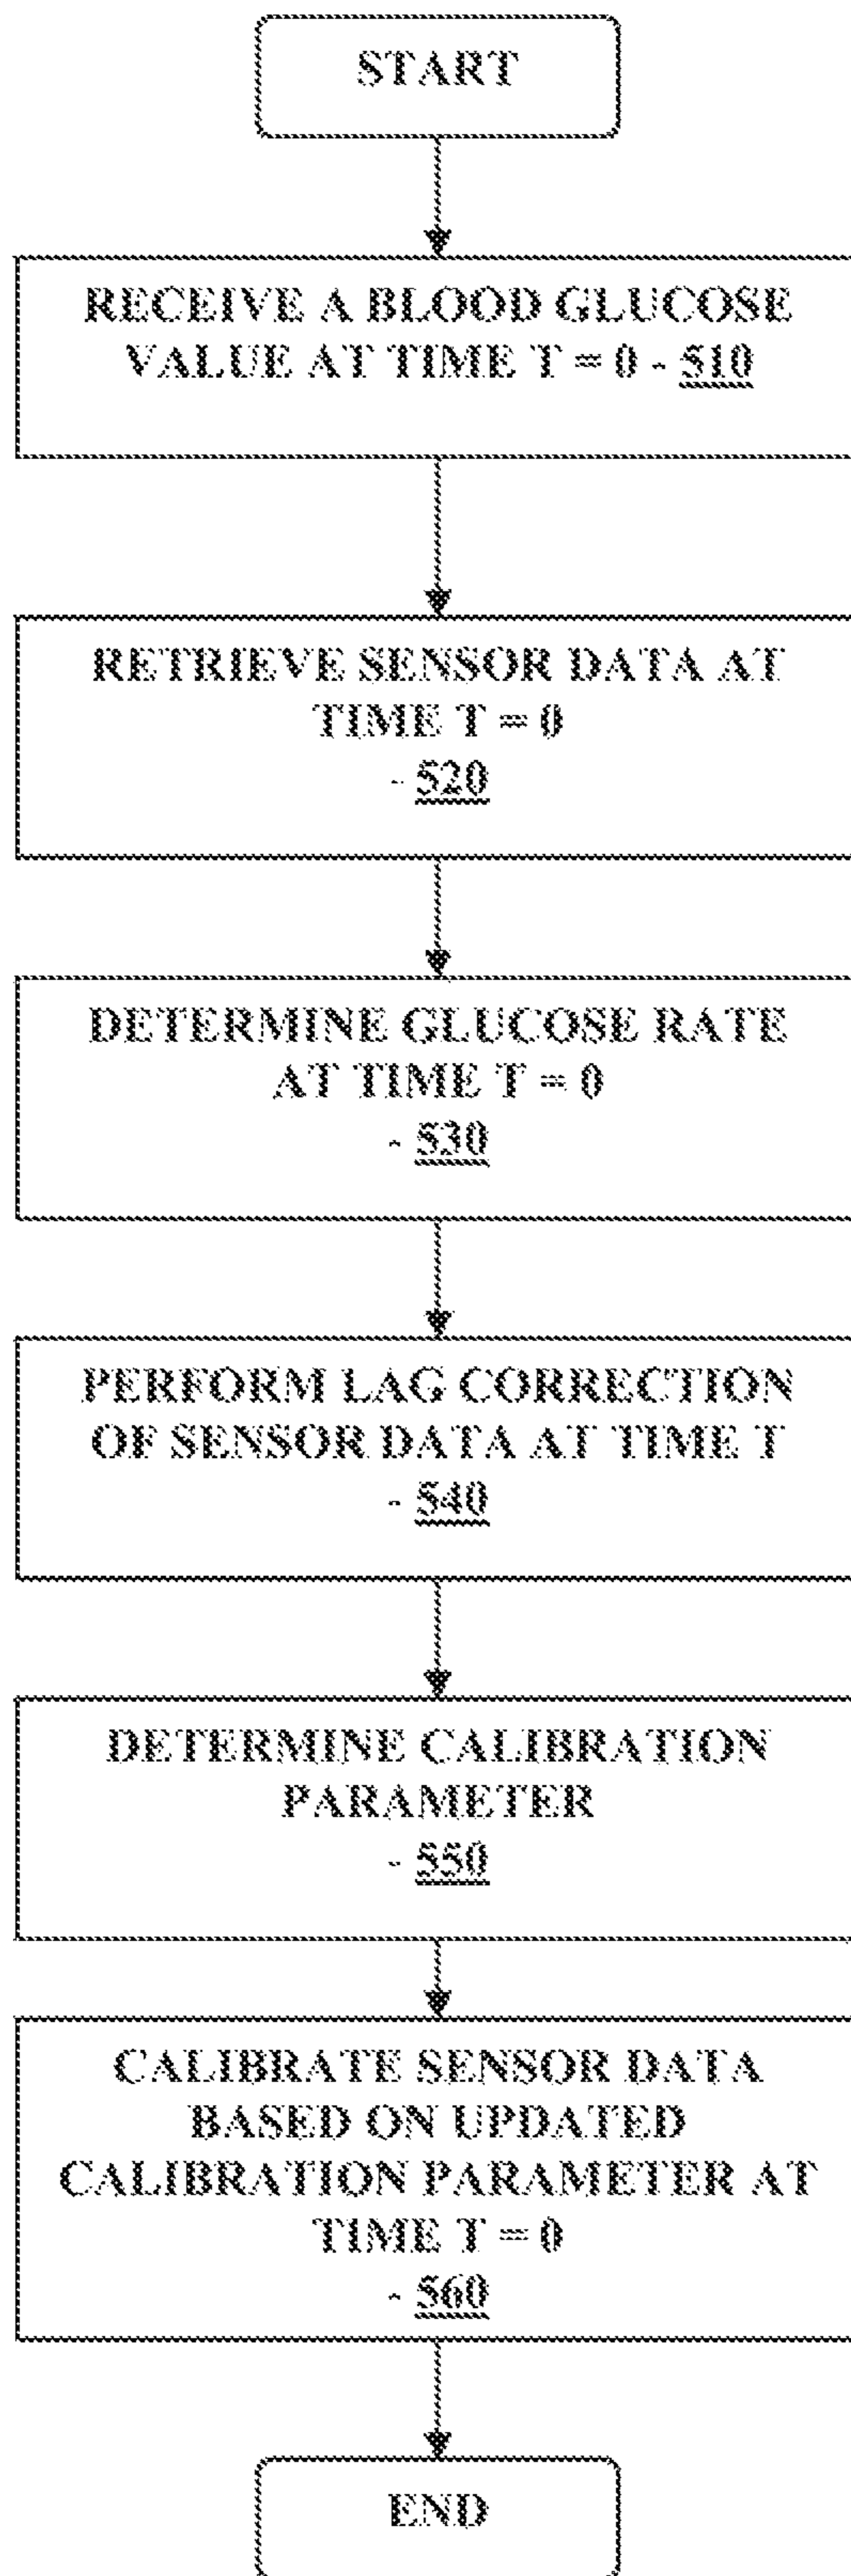 START
RECEIVE A BLOOD GLUCOSE
VALUE AT TIME T = 0 - 510
RETRIEVE SENSOR DATA AT
TIME T = 0
- 520
DETERMINE GLUCOSE RATE
AT TIME T = 0
- 530
PERFORM LAG CORRECTION
OF SENSOR DATA AT TIME T
- 540
DETERMINE CALIBRATION
PARAMETER
- 550
CALIBRATE SENSOR DATA
BASED ON UPDATED
CALIBRATION PARAMETER AT
TIME T = 0
- 560
END